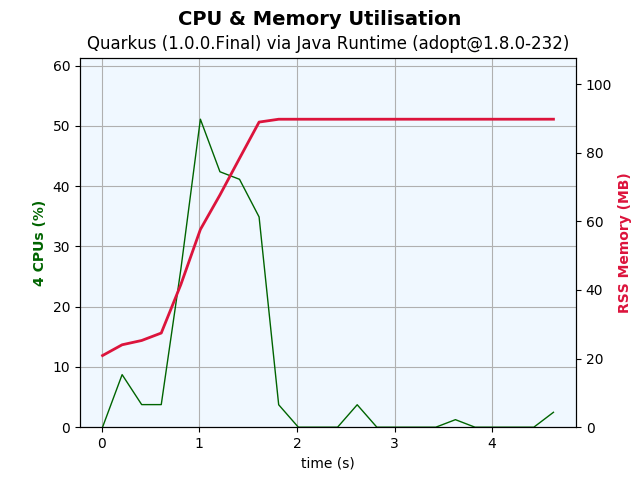 CPU & Memory Utilisation
Quarkus (1.0.0.Final) via Java Runtime (adopt@1.8.0-232)
4 CPUs (%)
60
50
40
30
20
10
0
100
80
60
40
20
0
RSS Memory (MB)
0 1 2 3 4
time (s)